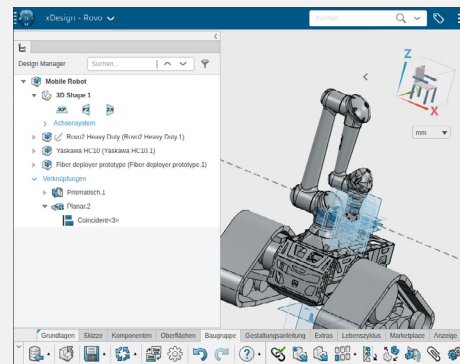 xDesign - Rovo
Suchen
Design Manager
Suchen...
Mobile Robot
3D Shape 1
Achsensystem
Rovo2 Heavy Duty (Rovo2 Heavy Duty 1)
Yaskawa HC10 (Yaskawa HC10.1)
Fiber deployer prototype (Fiber deployer prototype.1)
Verknüpfungen
Prismatisch.1
Planar.2
Coincident<3>
Z
X
mm
Grundlagen Skizze Komponenten Oberflächen Baugruppe Gestaltungsanleitung Extras Lebenszyklus Marketplace Anzeige